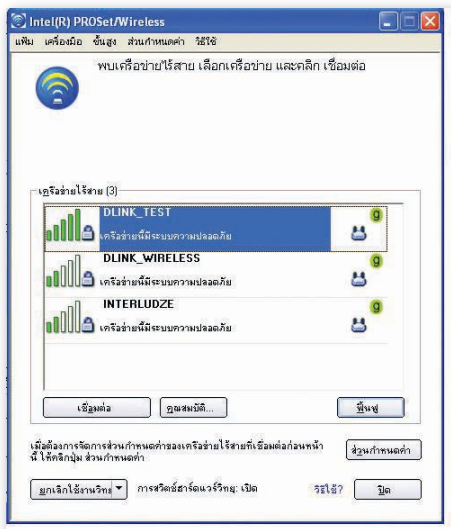 Intel(R) PROSet/Wireless
แฟ้ม เครื่องมือ ขั้นสูง ส่วนกำหนดค่า วิธีใช้
พบเครือข่ายไร้สาย เลือกเครือข่าย และคลิก เชื่อมต่อ
เครือข่ายไร้สาย (3)
DLINK_TEST
g
เครือข่ายนี้มีระบบความปลอดภัย
DLINK_WIRELESS
g
เครือข่ายนี้มีระบบความปลอดภัย
INTERLUDZE
g
เครือข่ายนี้มีระบบความปลอดภัย
เชื่อมต่อ คุณสมบัติ... ฟื้นฟู
เมื่อต้องการจัดการส่วนกำหนดค่าของเครือข่ายไร้สายที่เชื่อมต่อก่อนหน้า
นี้ ให้คลิกปุ่ม ส่วนกำหนดค่า
ส่วนกำหนดค่า
ยกเลิกใช้งานวิทยุ การสวิตช์ฮาร์ดแวร์วิทยุ: เปิด วิธีใช้? ปิด